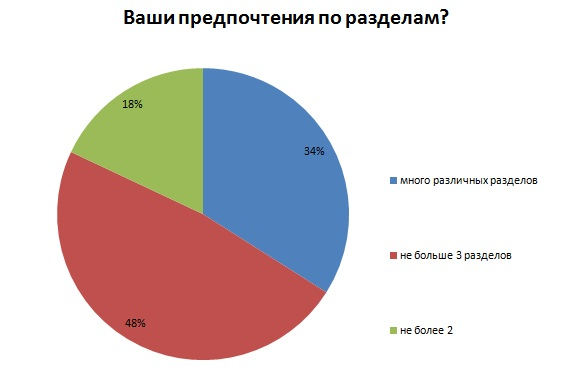 Ваши предпочтения по разделам?
18%
34%
48%
много различных разделов
не больше 3 разделов
не более 2